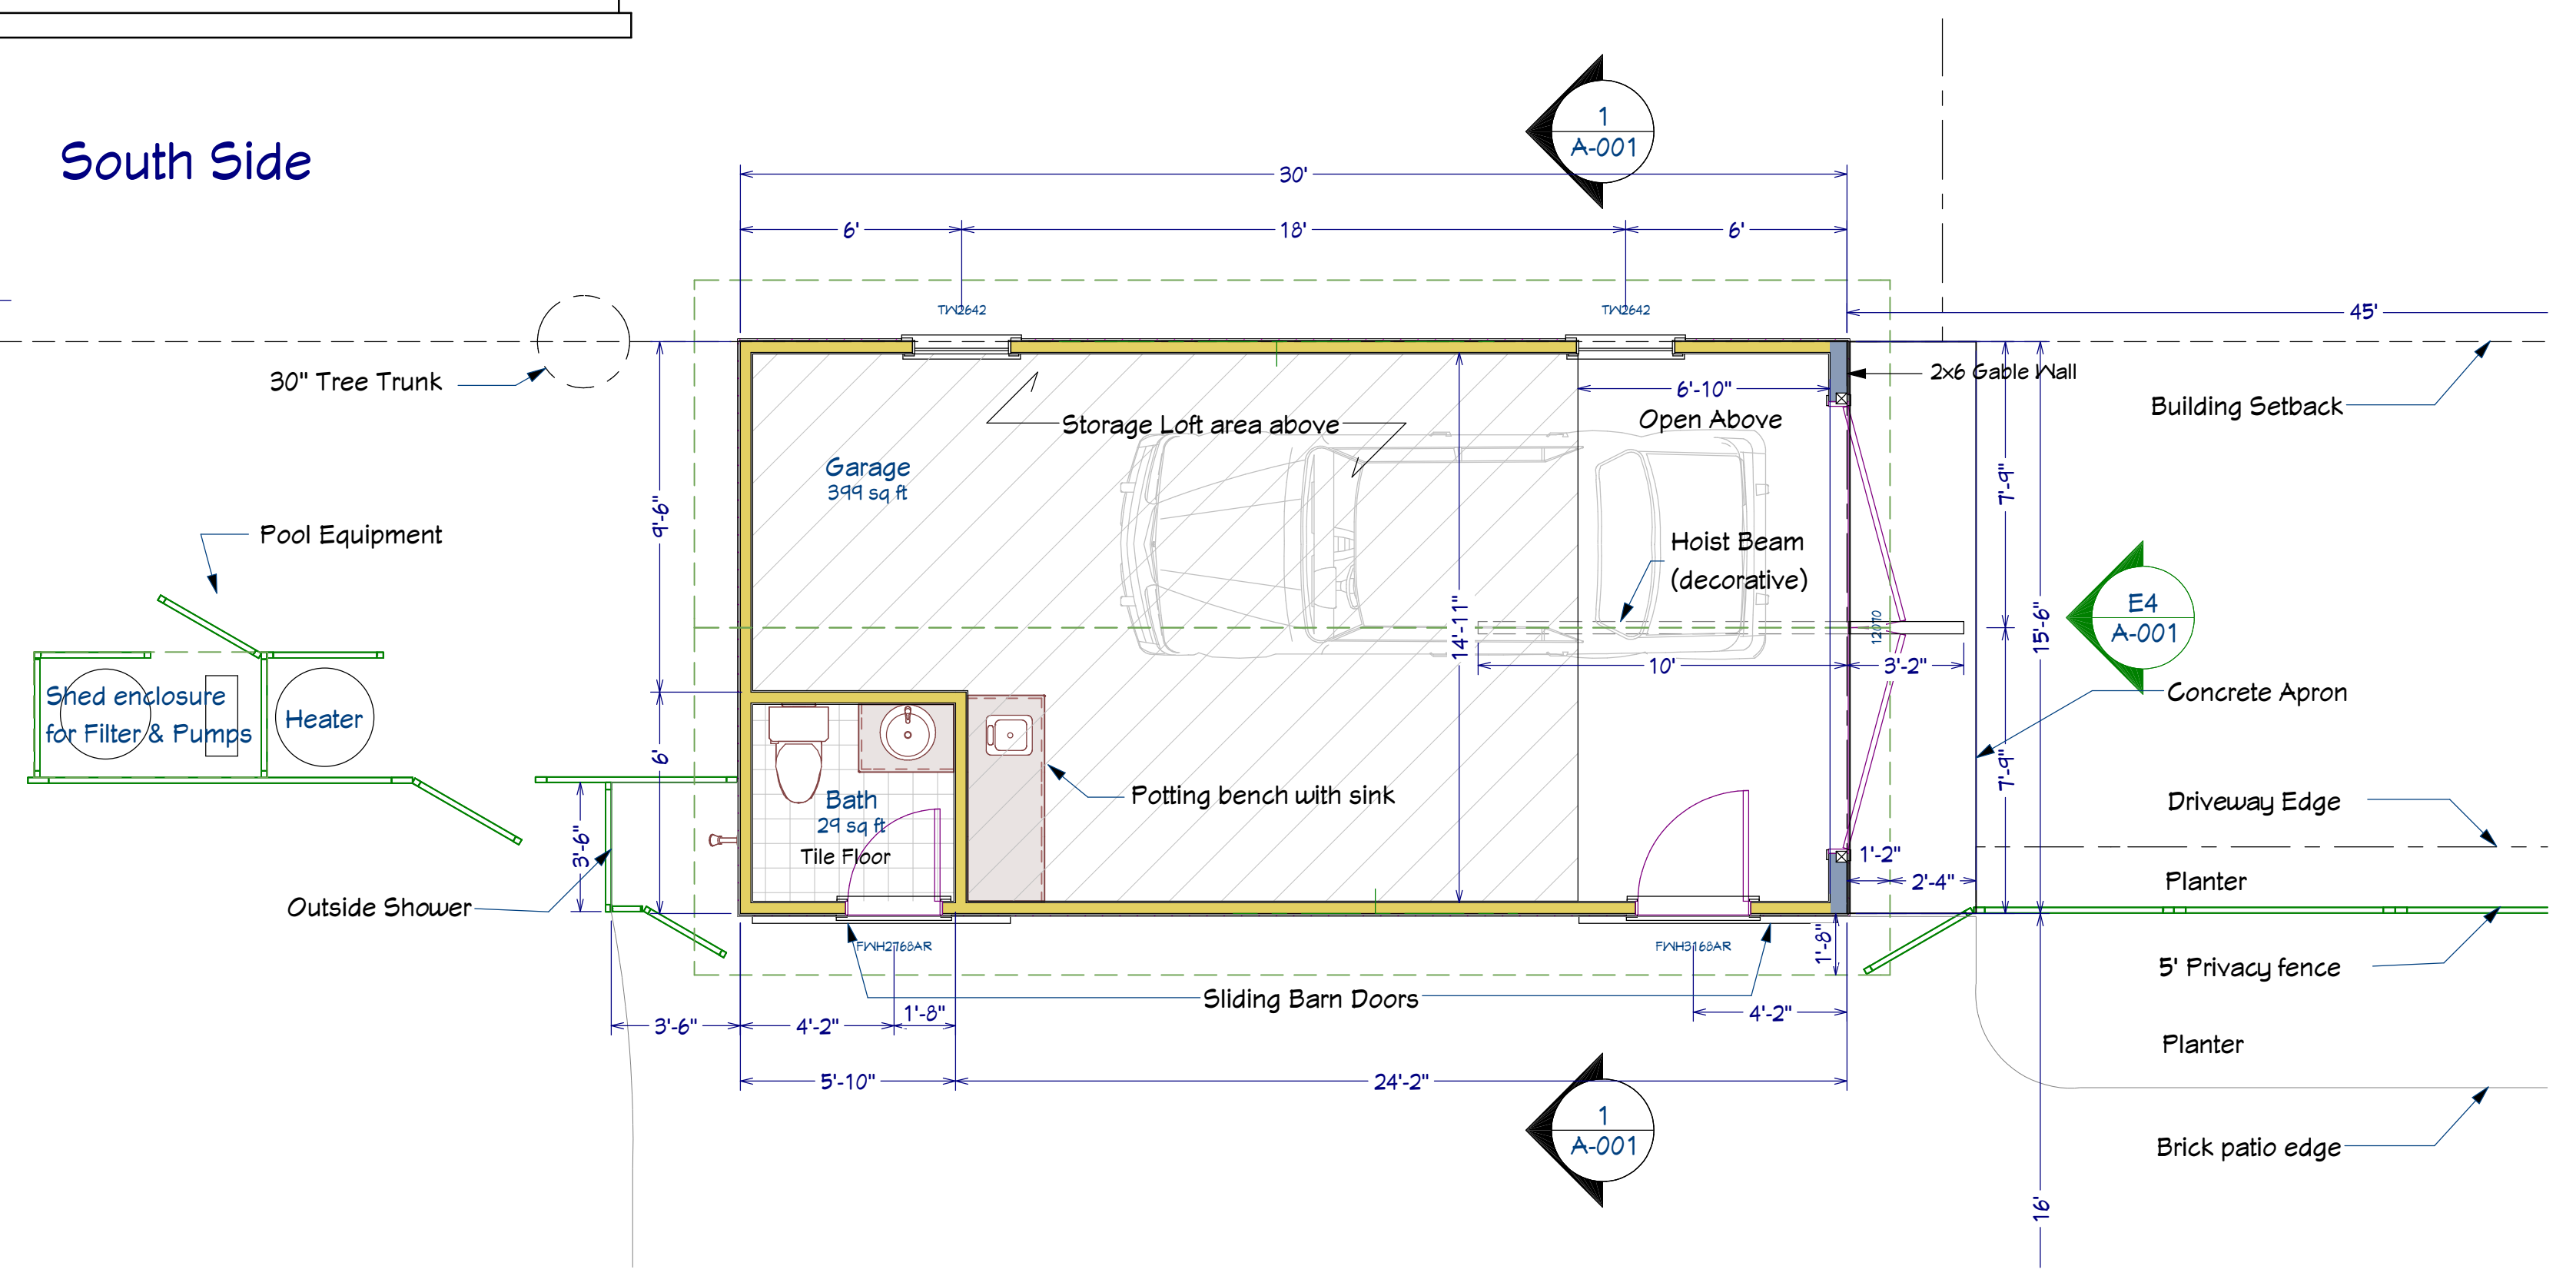 1
A-001
South Side
30'
6'
18'
6'
TW2642
TW2642
45'
2x6 Gable Wall
30" Tree Trunk
6'-10"
Building Setback
Storage Loft area above
Open Above
Garage
399 sq ft
7'-9"
9'-6"
Pool Equipment
Hoist Beam
(decorative)
E4
A-001
14'-11"
12070
15'-6"
10'
3'-2"
Shed enclosure
for Filter & Pumps
Heater
Concrete Apron
6'
7'-9"
Potting bench with sink
Bath
29 sq ft
Tile Floor
Driveway Edge
3'-6"
1'-2"
2'-4"
Planter
Outside Shower
FWH2768AR
FWH3168AR
1'-8"
5' Privacy fence
Sliding Barn Doors
3'-6"
4'-2"
1'-8"
4'-2"
Planter
5'-10"
24'-2"
1
A-001
Brick patio edge
16'